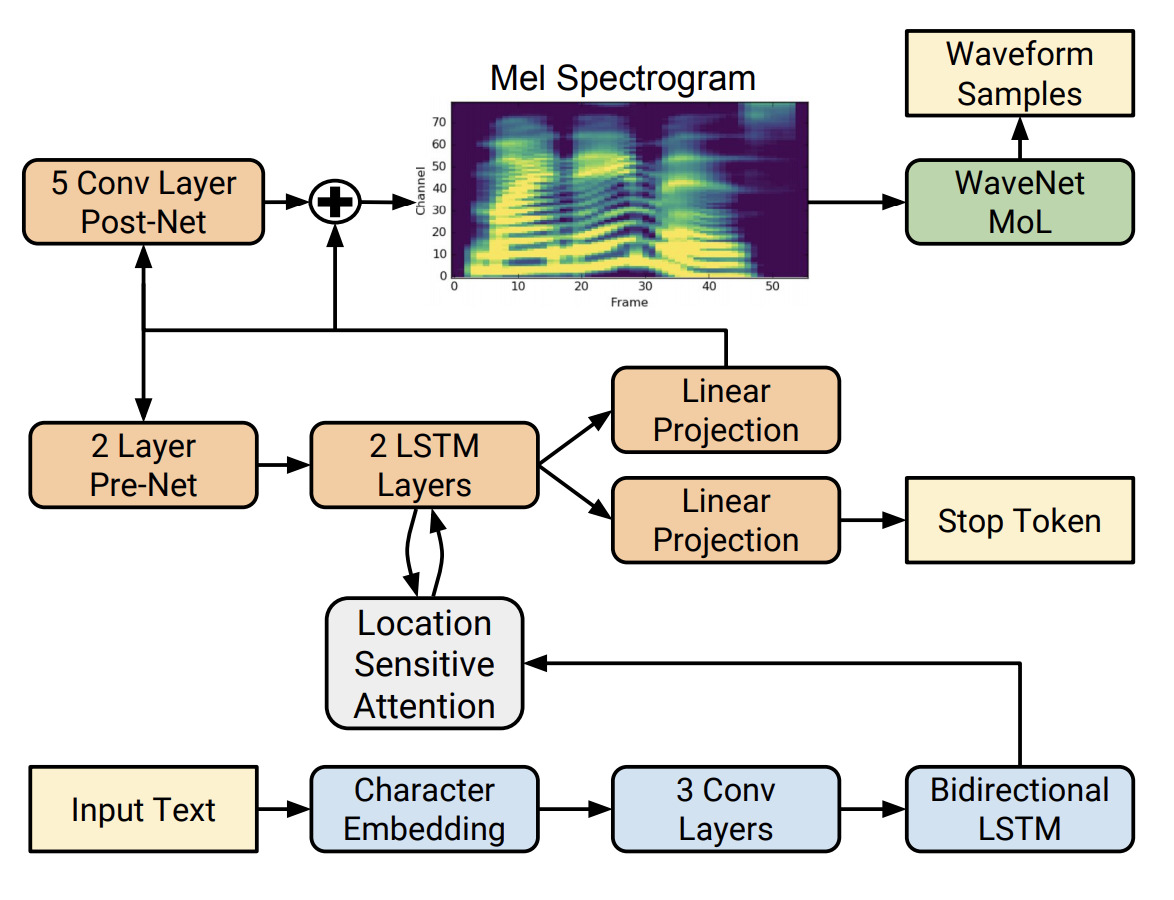 Waveform
Samples
Mel Spectrogram
5 Conv Layer
Post-Net
WaveNet
MoL
Channel
70
60
50
40
30
20
10
0
0 10 20 30 40 50
Frame
Linear
Projection
2 Layer
Pre-Net
2 LSTM
Layers
Linear
Projection
Stop Token
Location
Sensitive
Attention
Input Text
Character
Embedding
3 Conv
Layers
Bidirectional
LSTM